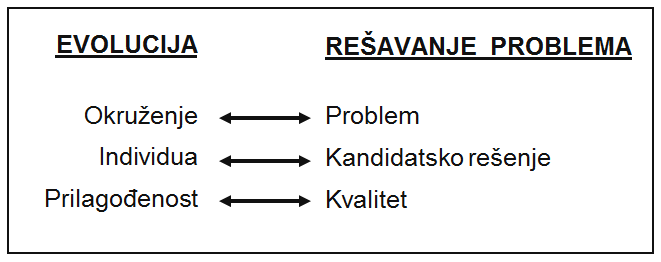 EVOLUCIJA REŠAVANJE PROBLEMA
Okruženje Problem
Individua Kandidatsko rešenje
Prilagođenost Kvalitet